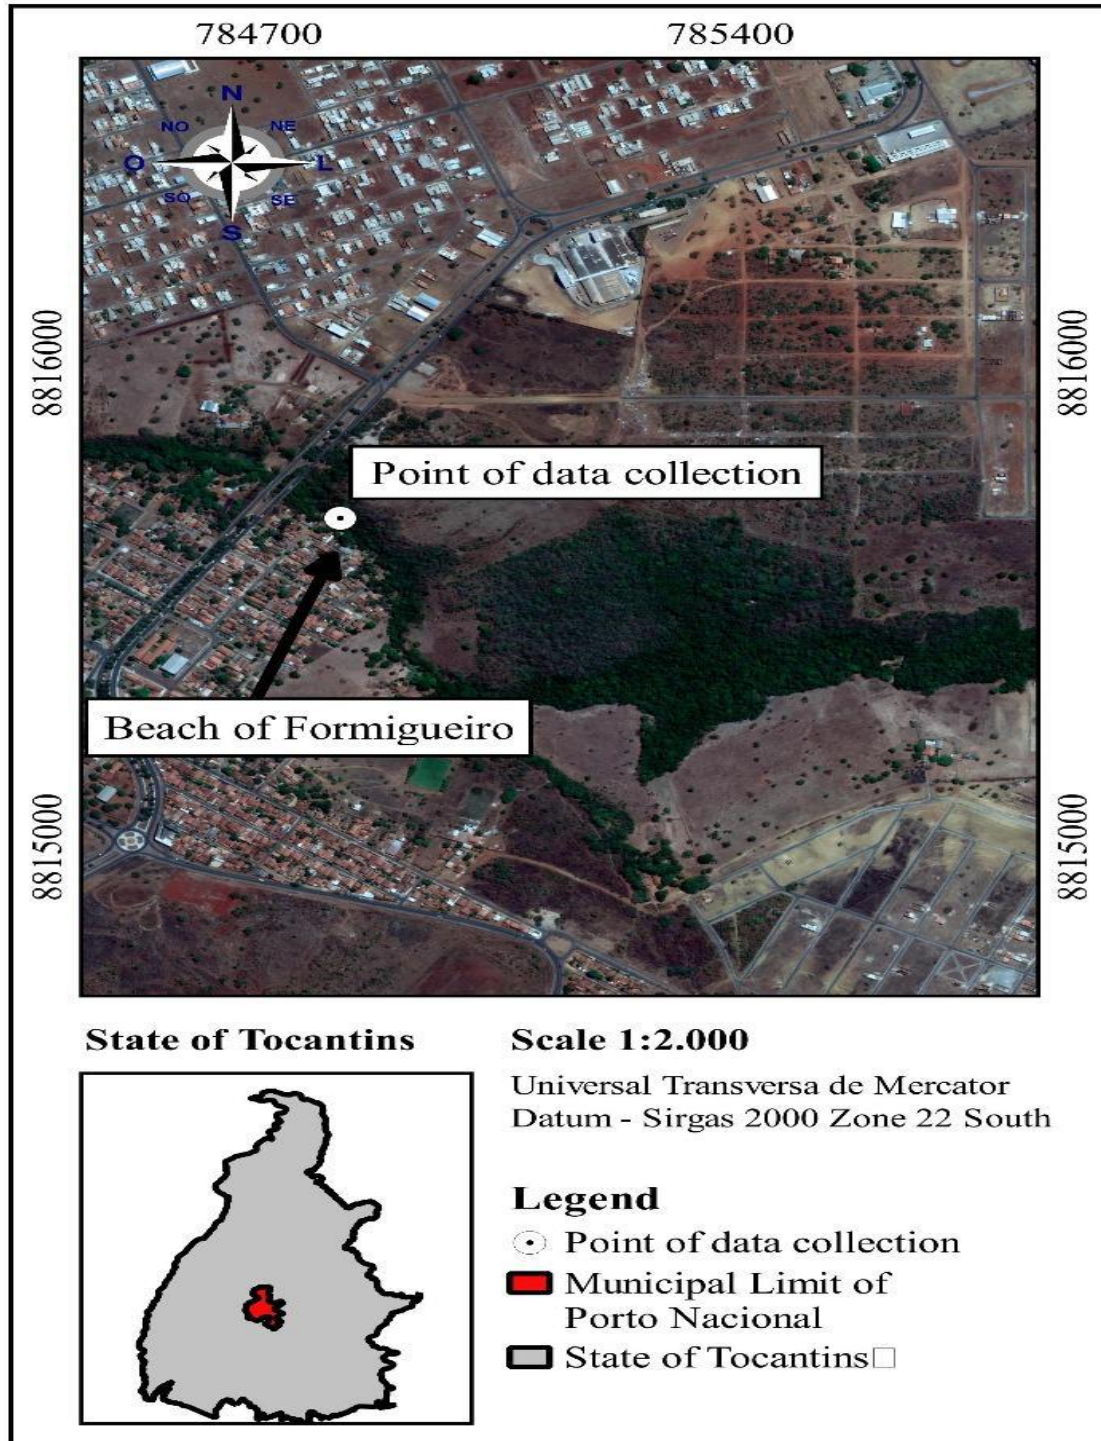 784700 785400
N
NO NE
O L
SO SE
S
8816000 8816000
Point of data collection
Beach of Formigueiro
8815000 8815000
State of Tocantins
Scale 1:2.000
Universal Transversa de Mercator
Datum - Sirgas 2000 Zone 22 South
Legend
Point of data collection
Municipal Limit of
Porto Nacional
State of Tocantins□